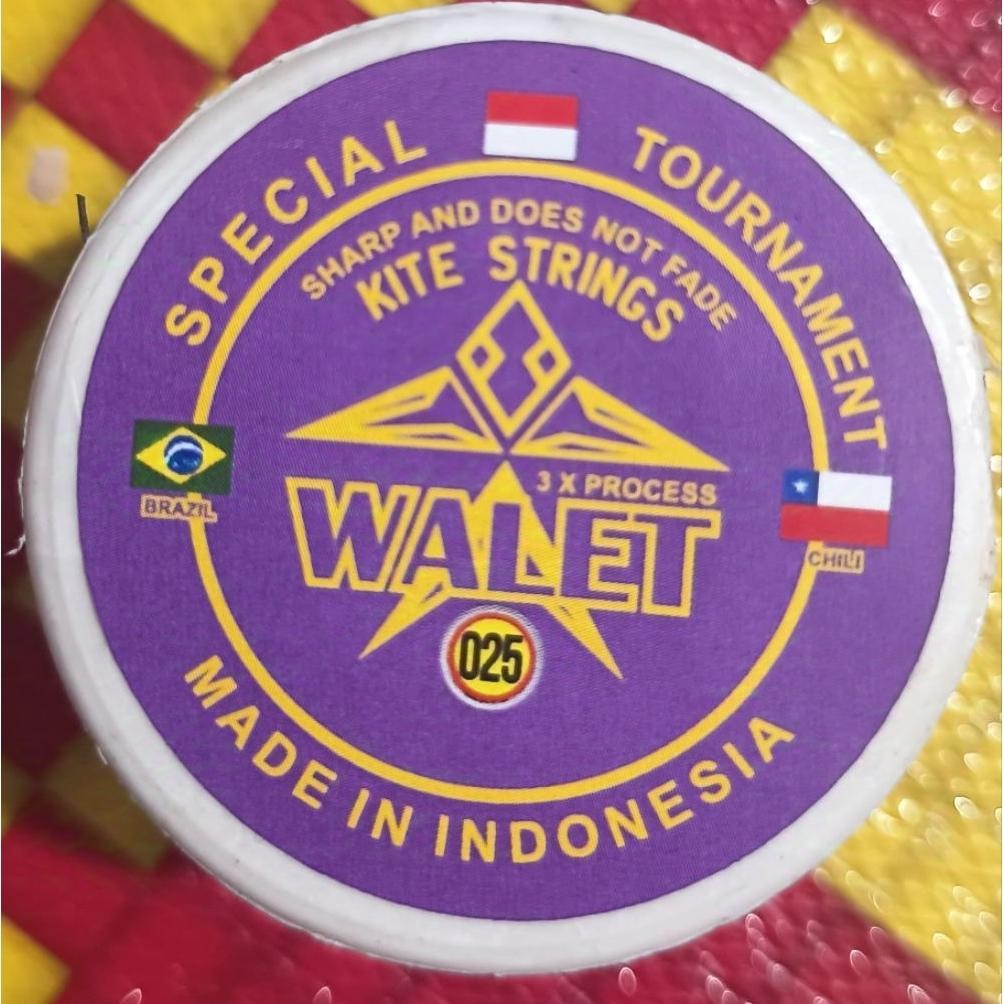 SPECIAL TOURNAMENT
SHARP AND DOES NOT FADE
KITE STRINGS
3 X PROCESS
WALET
025
BRAZIL
CHILI
MADE IN INDONESIA